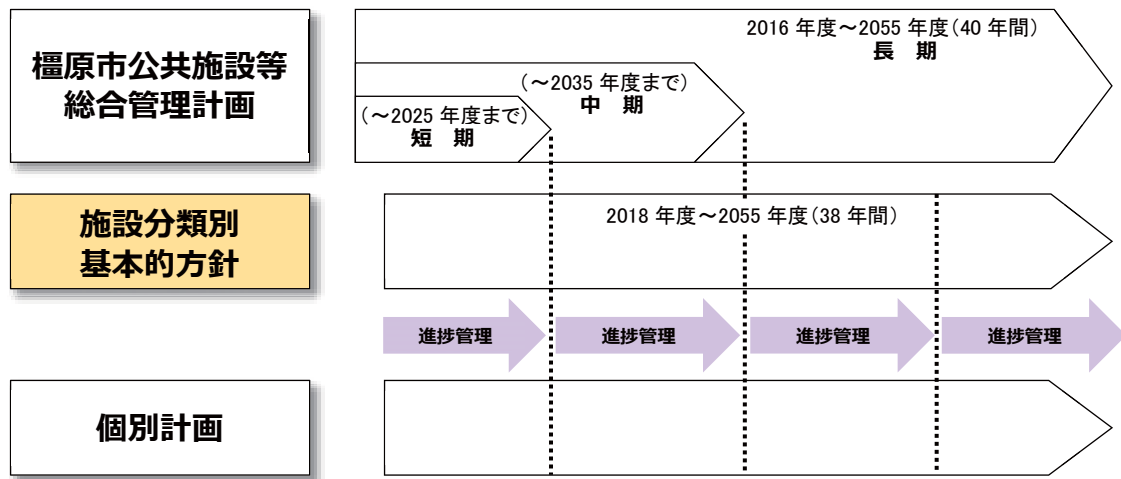 橿原市公共施設等
総合管理計画
2016 年度～2055 年度（40 年間）
長　期
（～2035 年度まで）
中　期
（～2025 年度まで）
短　期
施設分類別
基本的方針
2018 年度～2055 年度（38 年間）
進捗管理
進捗管理
進捗管理
進捗管理
個別計画